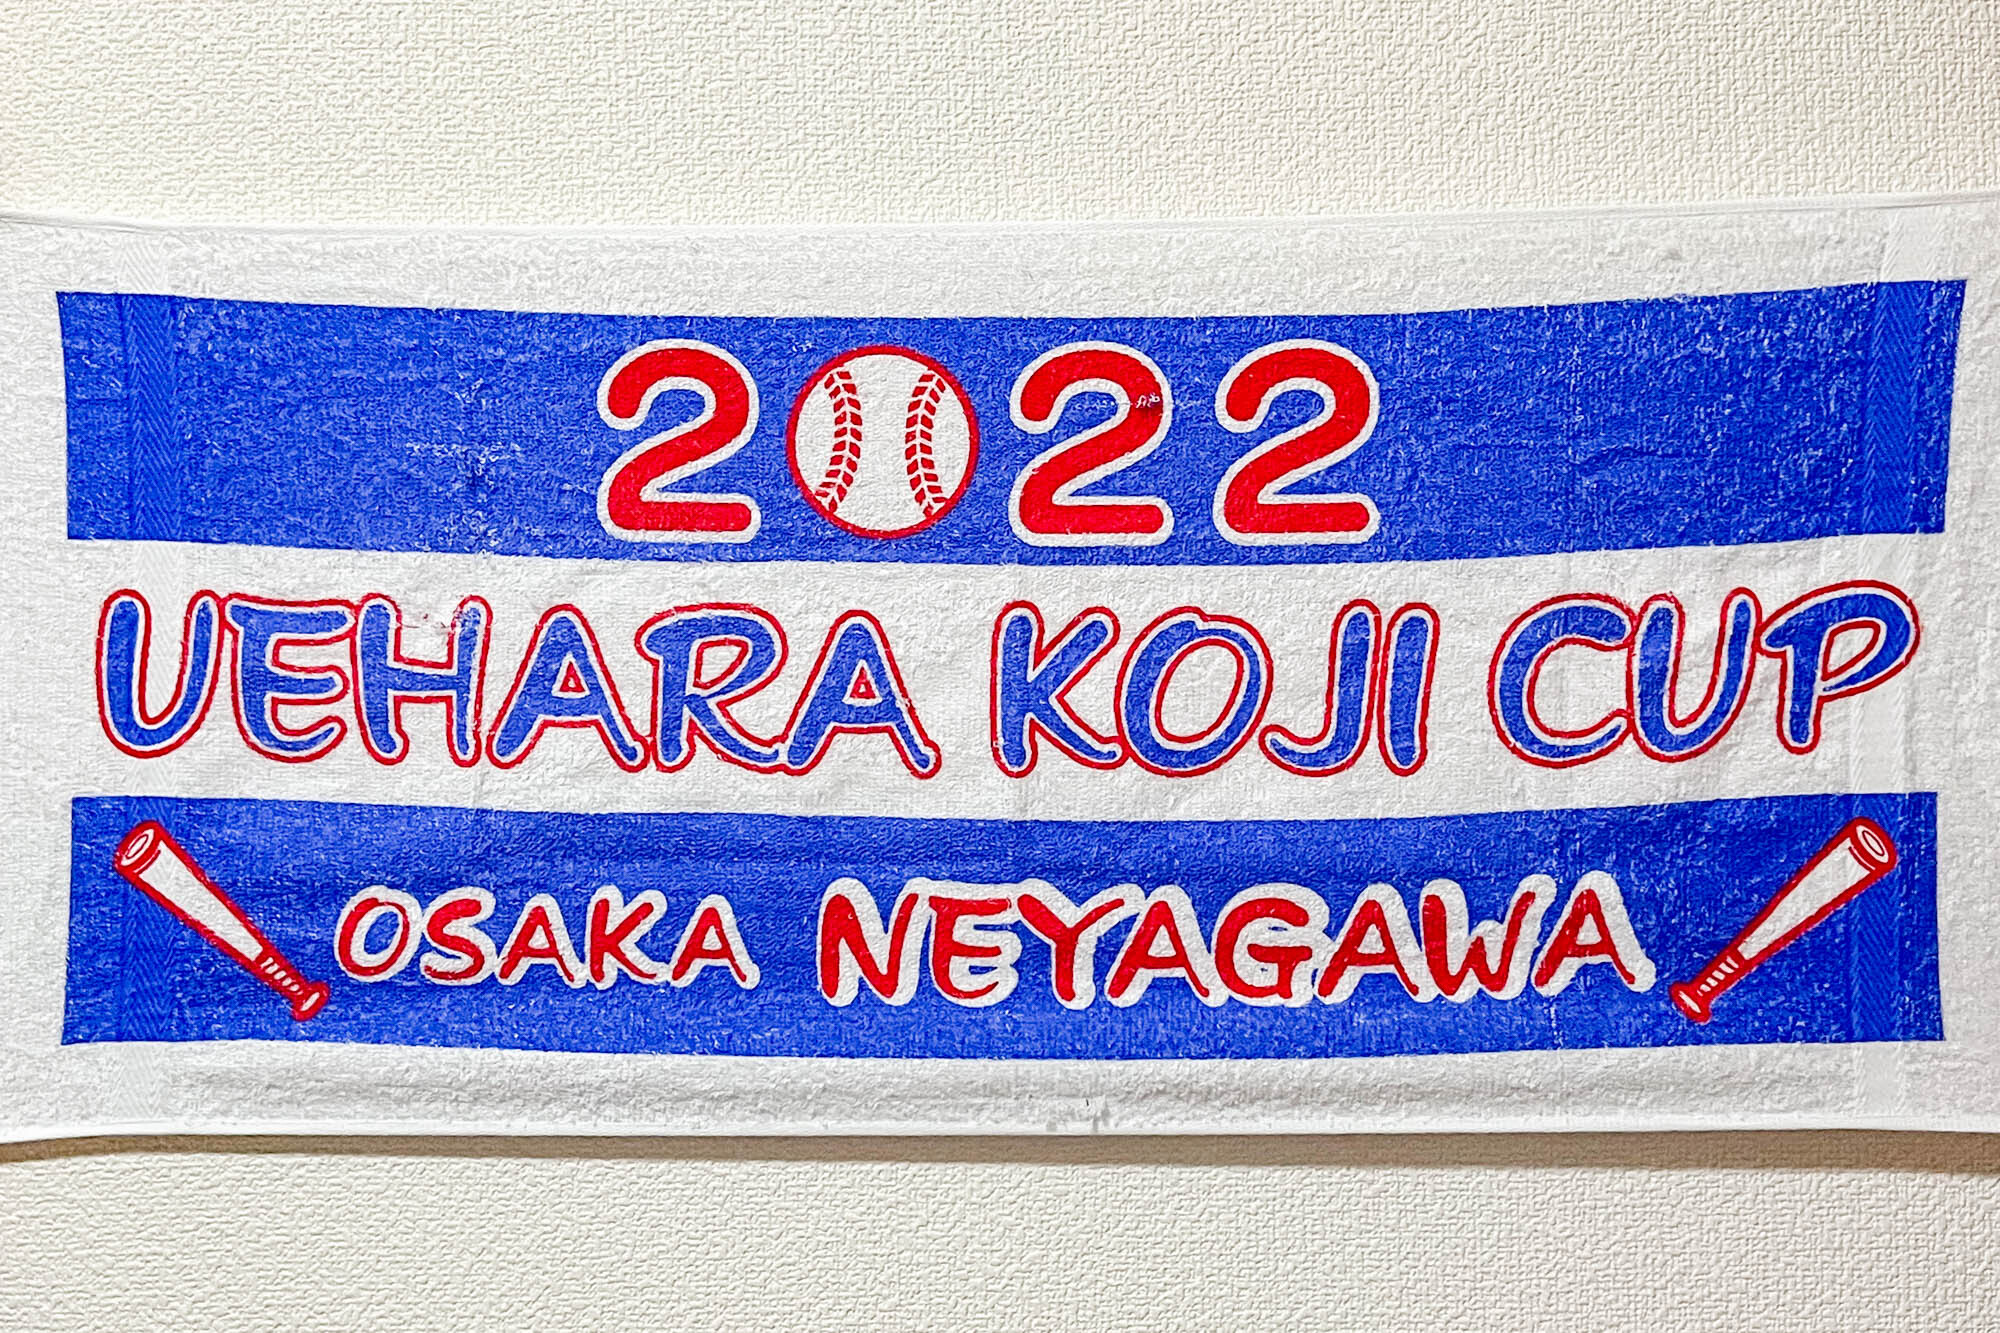 2022
UEHARA KOJI CUP
OSAKA NEYAGAWA